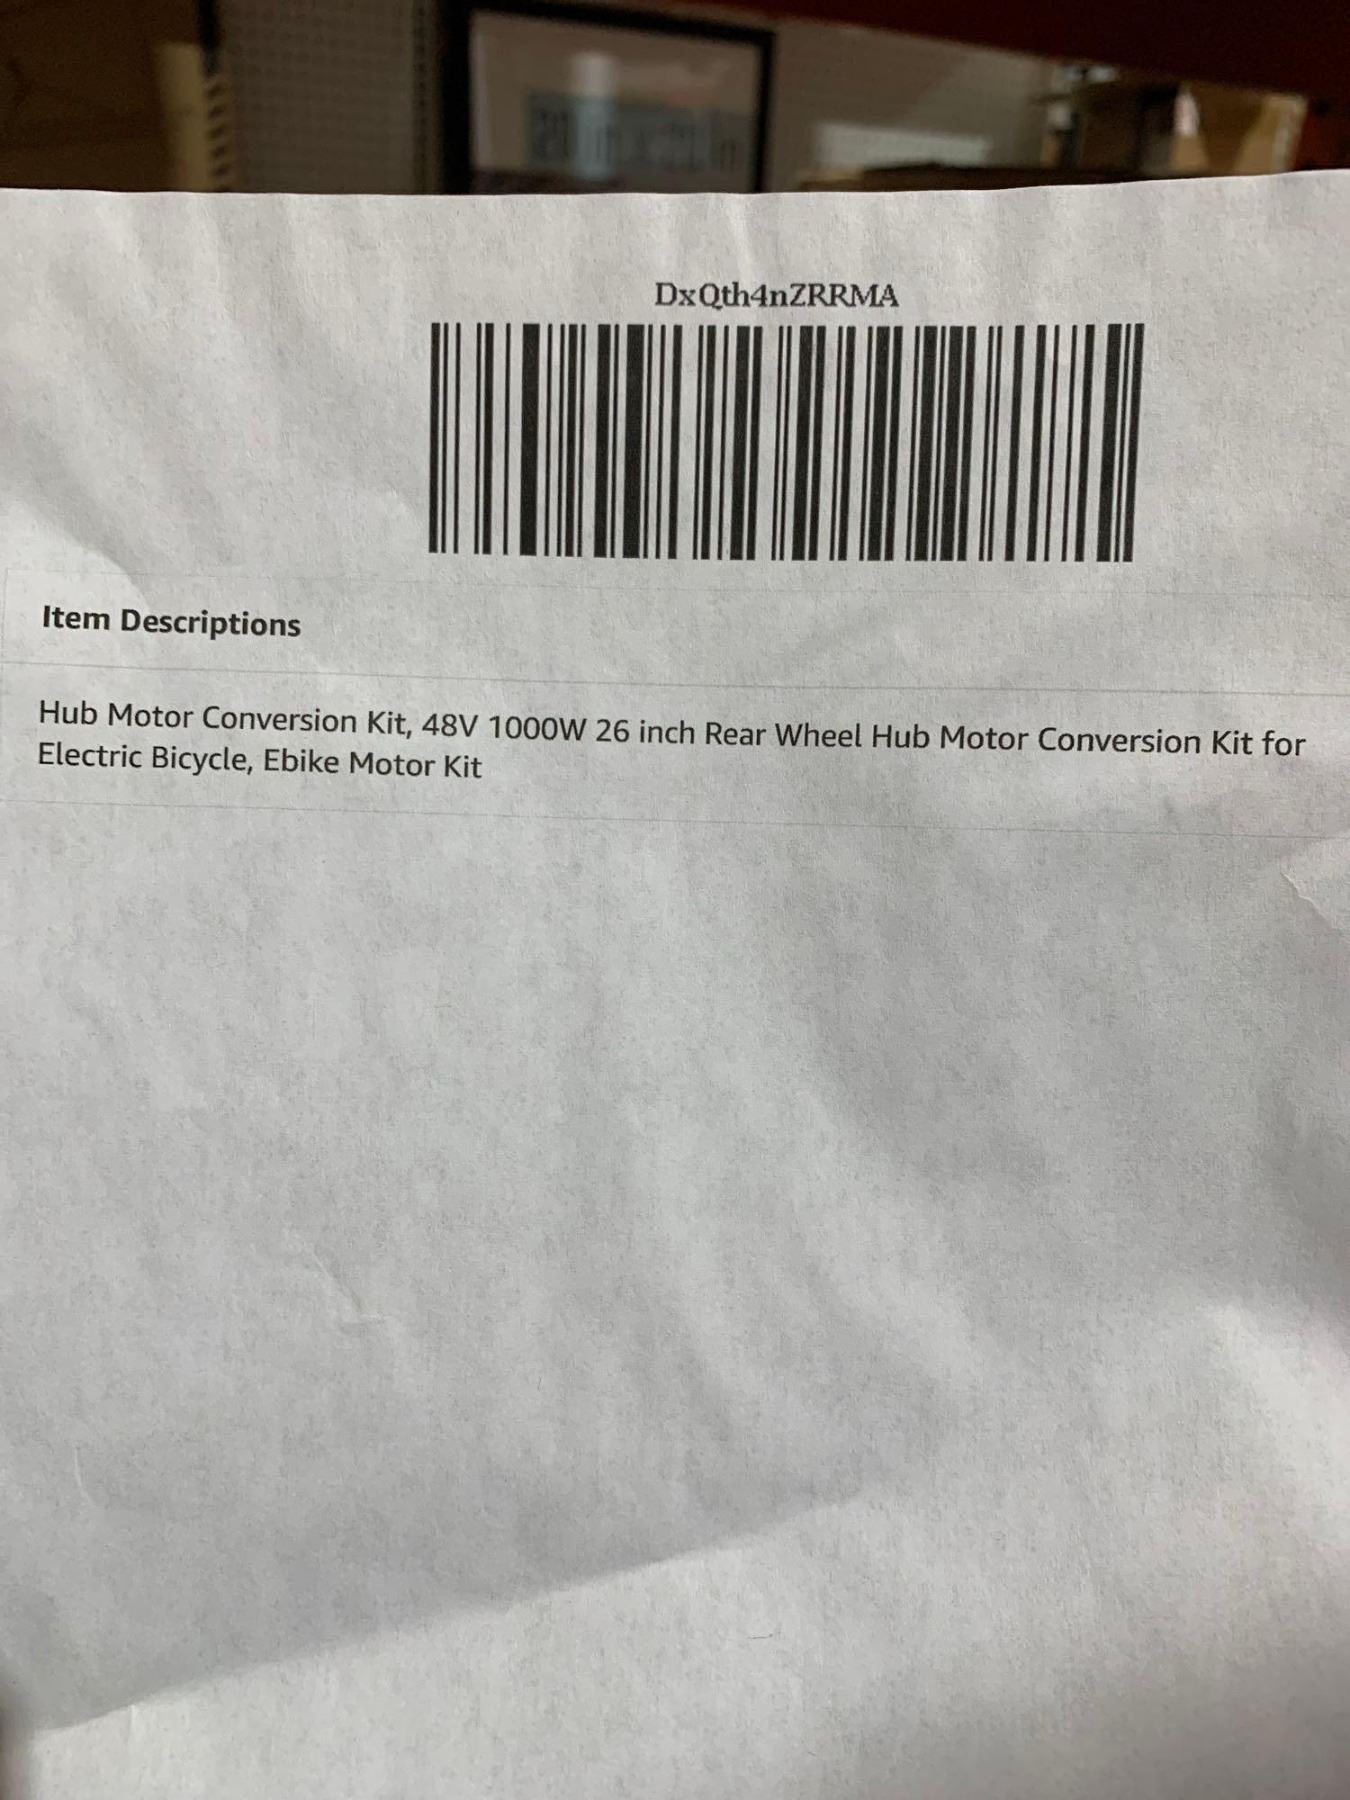 DxQth4nZRRMA
Item Descriptions
Hub Motor Conversion Kit, 48V 1000W 26 inch Rear Wheel Hub Motor Conversion Kit for
Electric Bicycle, Ebike Motor Kit